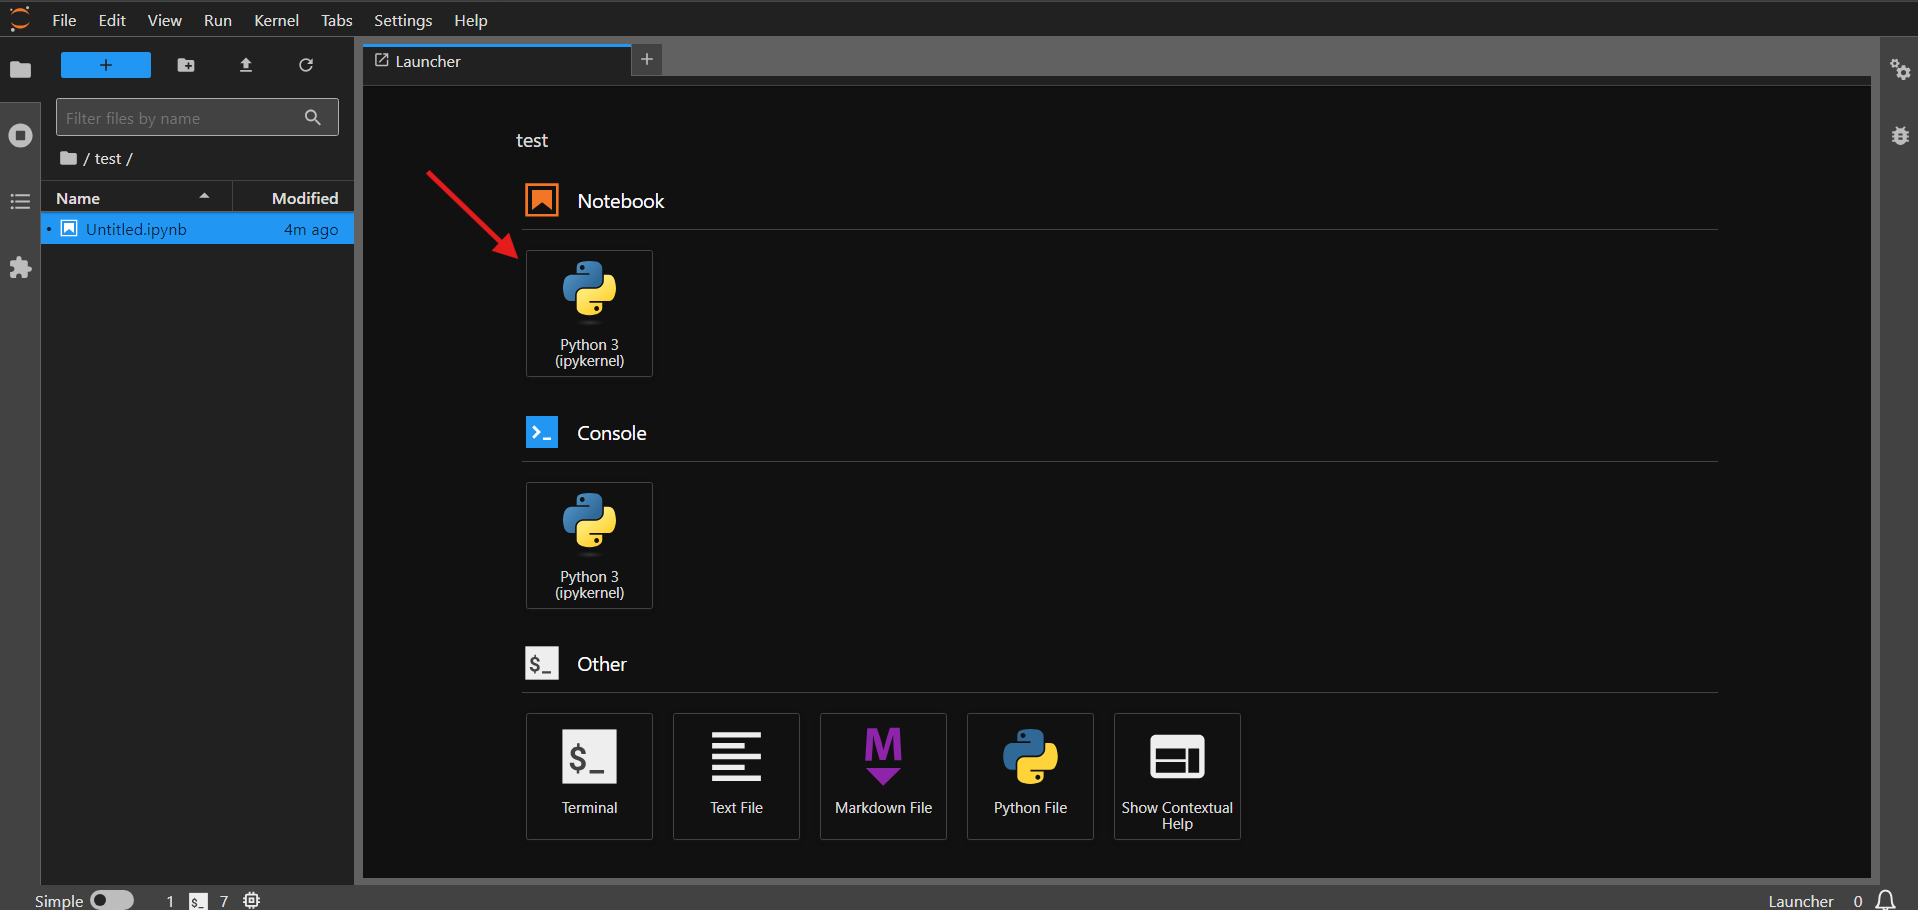 File Edit View Run Kernel Tabs Settings Help
+
Launcher
+
Filter files by name
/ test /
Name Modified
• Untitled.ipynb 4m ago
test
Notebook
Python 3
(ipykernel)
>_ Console
Python 3
(ipykernel)
$_ Other
$_
Terminal
Text File
M
Markdown File
Python File
Show Contextual
Help
Simple 1 $_ 7
Launcher 0